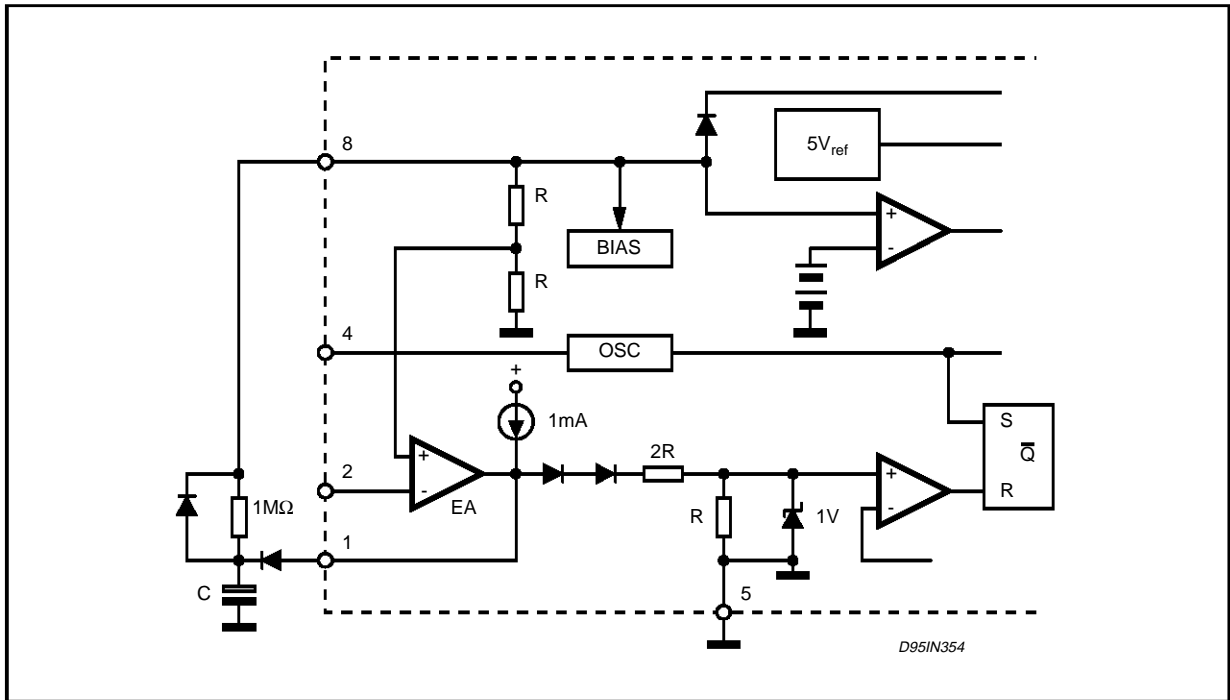 8
R
5Vref
+
-
BIAS
R
4
OSC
+
1mA
S
Q̅
2R
2
+
-
EA
+
-
R
1MΩ
R
1V
1
C
5
D95IN354